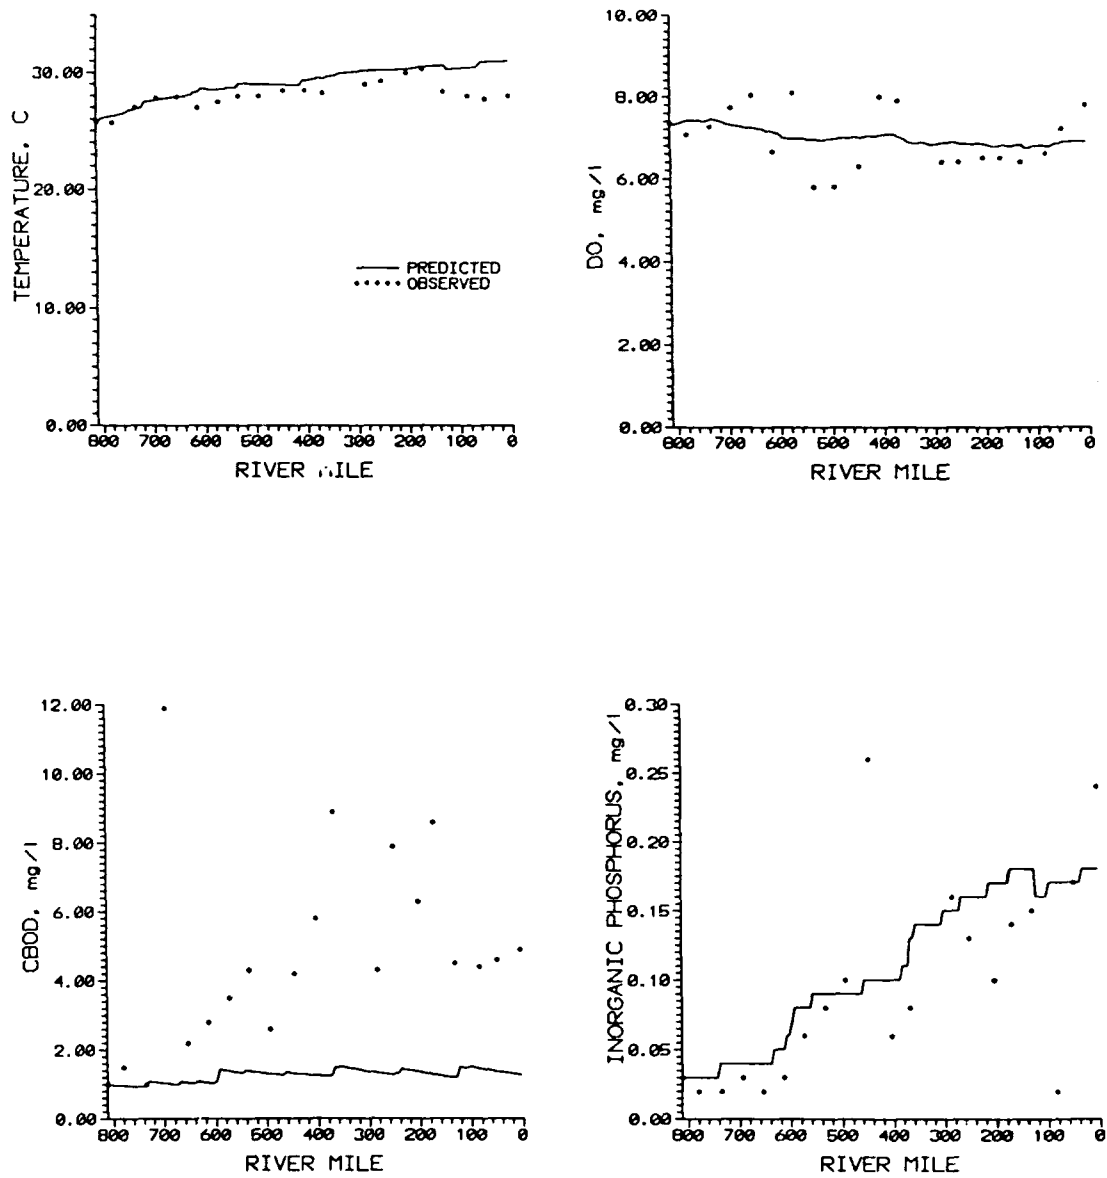 TEMPERATURE, C
30.00
20.00
10.00
0.00
PREDICTED
OBSERVED
800 700 600 500 400 300 200 100 0
RIVER MILE
DO, mg/l
10.00
8.00
6.00
4.00
2.00
0.00
800 700 600 500 400 300 200 100 0
RIVER MILE
CBOD, mg/l
12.00
10.00
8.00
6.00
4.00
2.00
0.00
800 700 600 500 400 300 200 100 0
RIVER MILE
INORGANIC PHOSPHORUS, mg/l
0.30
0.25
0.20
0.15
0.10
0.05
0.00
800 700 600 500 400 300 200 100 0
RIVER MILE